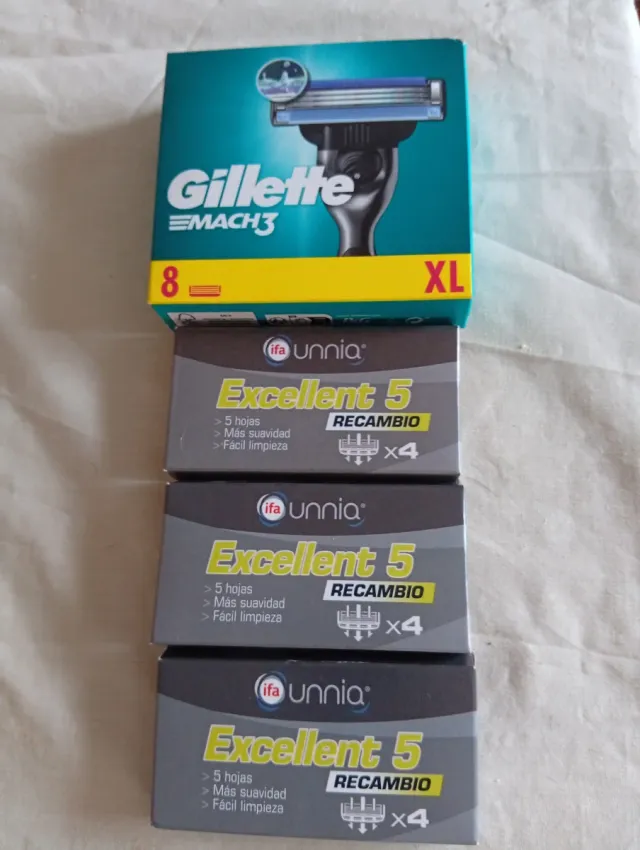 Gillette
MACH3
8 XL
ifa unnia®
Excellent 5
> 5 hojas
> Más suavidad
> Fácil limpieza
RECAMBIO
x4
ifa unnia®
Excellent 5
> 5 hojas
> Más suavidad
> Fácil limpieza
RECAMBIO
x4
ifa unnia®
Excellent 5
> 5 hojas
> Más suavidad
> Fácil limpieza
RECAMBIO
x4